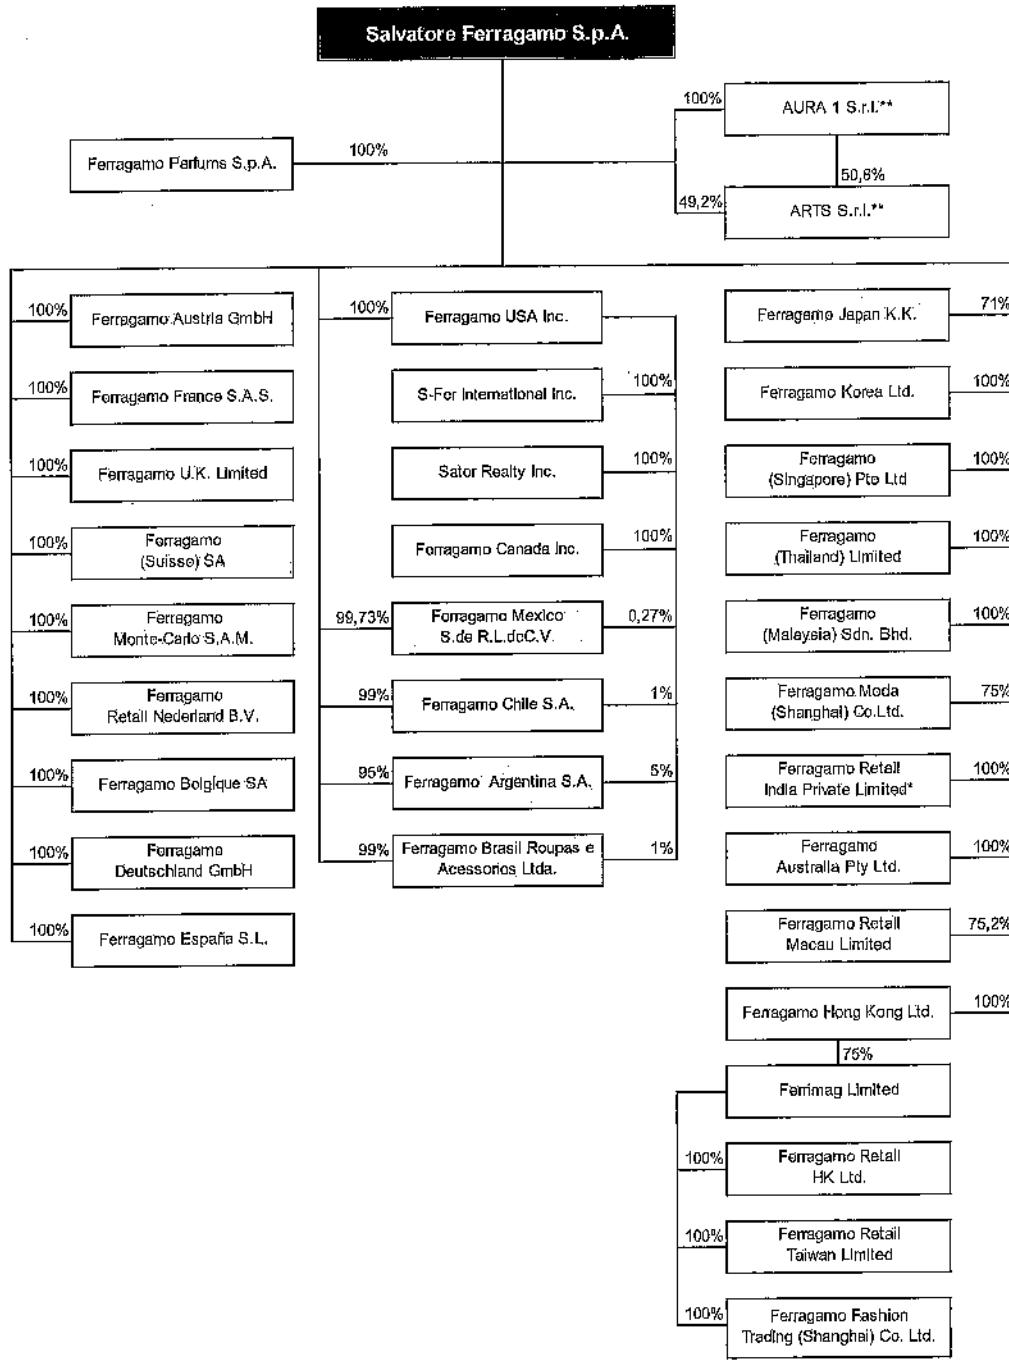 Salvatore Ferragamo S.p.A.
100%
AURA 1 S.r.l.**
Ferragamo Parfums S.p.A.
100%
50,8%
49,2%
ARTS S.r.l.**
100%
Ferragamo Austria GmbH
100%
Ferragamo France S.A.S.
100%
Ferragamo U.K. Limited
100%
Ferragamo
(Suisse) SA
100%
Ferragamo
Monte-Carlo S.A.M.
100%
Ferragamo
Retail Nederland B.V.
100%
Ferragamo Belgique SA
100%
Ferragamo
Deutschland GmbH
100%
Ferragamo España S.L.
100%
Ferragamo USA Inc.
S-Fer International Inc.
100%
Sator Realty Inc.
100%
Ferragamo Canada Inc.
100%
99,73%
Ferragamo Mexico
S.de R.L.deC.V.
0,27%
99%
Ferragamo Chile S.A.
1%
95%
Ferragamo Argentina S.A.
5%
99%
Ferragamo Brasil Roupas e
Acessorios Ltda.
1%
Ferragamo Japan K.K.
71%
Ferragamo Korea Ltd.
100%
Ferragamo
(Singapore) Pte Ltd
100%
Ferragamo
(Thailand) Limited
100%
Ferragamo
(Malaysia) Sdn. Bhd.
100%
Ferragamo Moda
(Shanghai) Co.Ltd.
75%
Ferragamo Retail
India Private Limited*
100%
Ferragamo
Australia Pty Ltd.
100%
Ferragamo Retail
Macau Limited
75,2%
Ferragamo Hong Kong Ltd.
100%
75%
Ferrimag Limited
100%
Ferragamo Retail
HK Ltd.
100%
Ferragamo Retail
Taiwan Limited
100%
Ferragamo Fashion
Trading (Shanghai) Co. Ltd.